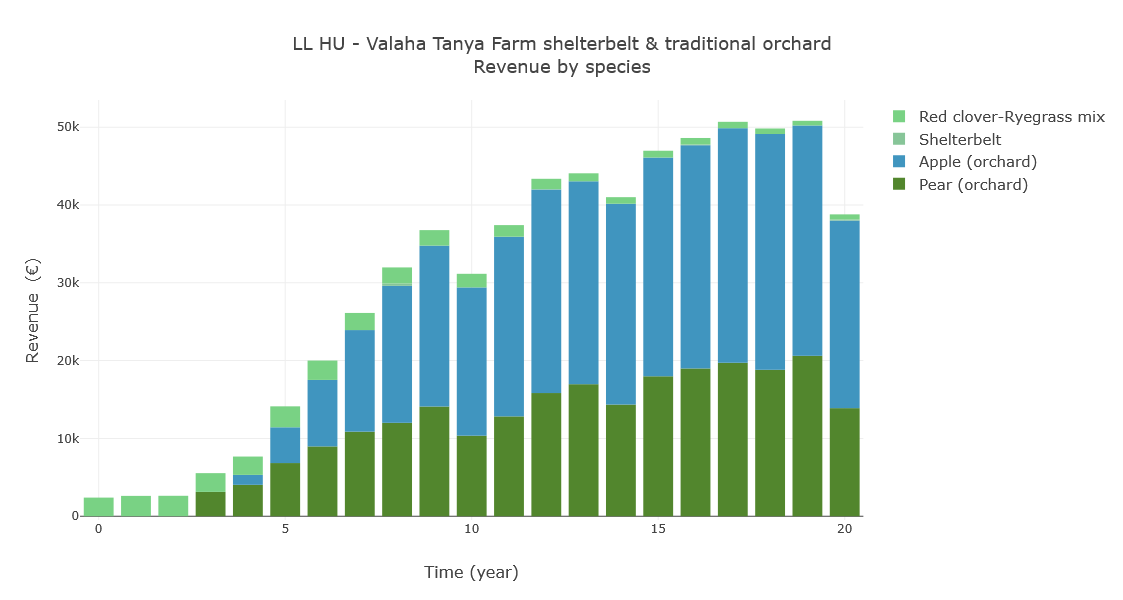 LL HU - Valaha Tanya Farm shelterbelt & traditional orchard
Revenue by species
Red clover-Ryegrass mix
Shelterbelt
Apple (orchard)
Pear (orchard)
Revenue (€)
50k
40k
30k
20k
10k
0
0 5 10 15 20
Time (year)